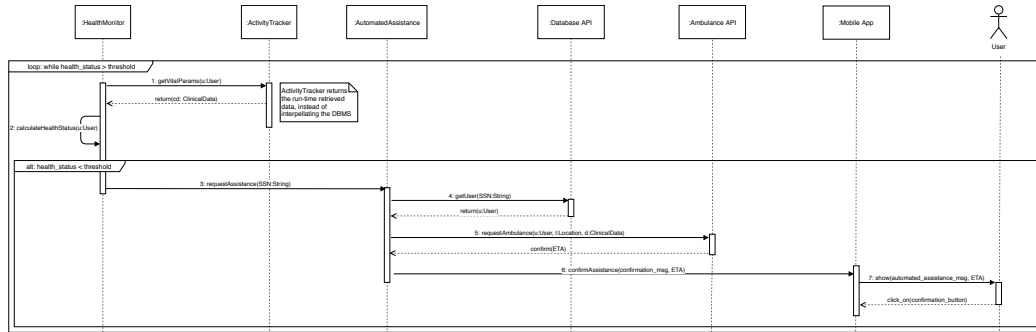 :HealthMonitor
:ActivityTracker
:AutomatedAssistance
:Database API
:Ambulance API
:Mobile App
User
loop: while health_status > threshold
1: getVitalParams(u:User)
ActivityTracker returns
the run-time retrieved
data, instead of
interpellating the DBMS
return(cd: ClinicalData)
2: calculateHealthStatus(u:User)
alt: health_status < threshold
3: requestAssistance(SSN:String)
4: getUser(SSN:String)
return(u:User)
5: requestAmbulance(u:User, l:Location, d:ClinicalData)
confirm(ETA)
6: confirmAssistance(confirmation_msg, ETA)
7: show(automated_assistance_msg, ETA)
click_on(confirmation_button)